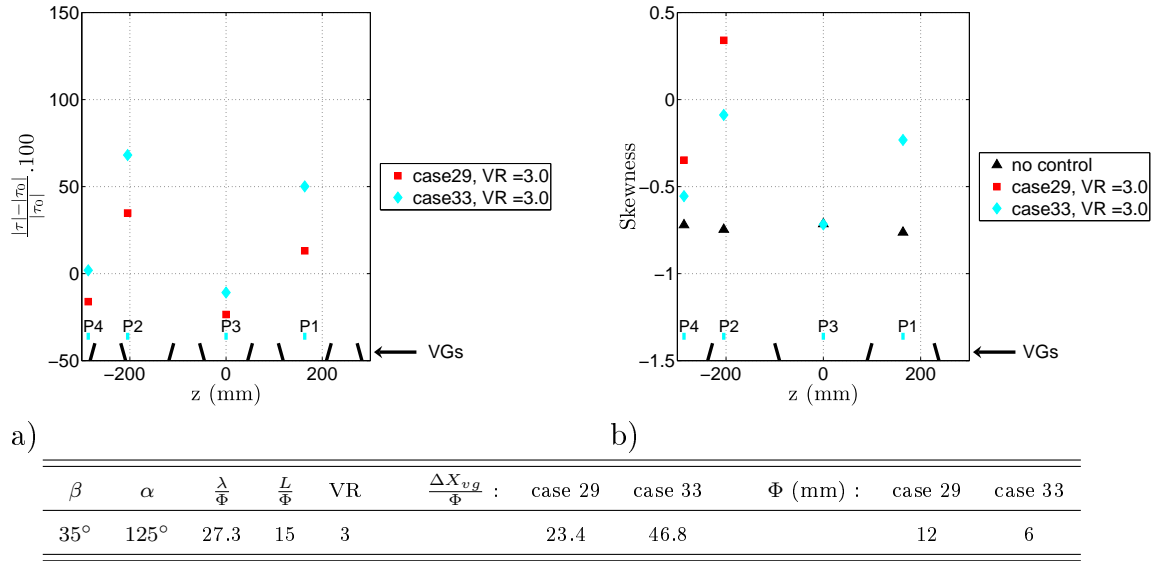 150
100
50
0
−50
|τ|−|τ₀| / |τ₀| .100
P4 P2 P3 P1
−200 0 200
z (mm)
VGs
case29, VR =3.0
case33, VR =3.0
a)
0.5
0
−0.5
−1
−1.5
Skewness
P4 P2 P3 P1
−200 0 200
z (mm)
VGs
no control
case29, VR =3.0
case33, VR =3.0
b)
β α λ/Φ L/Φ VR ΔX_vg/Φ : case 29 case 33 Φ (mm) : case 29 case 33
35° 125° 27.3 15 3 23.4 46.8 12 6